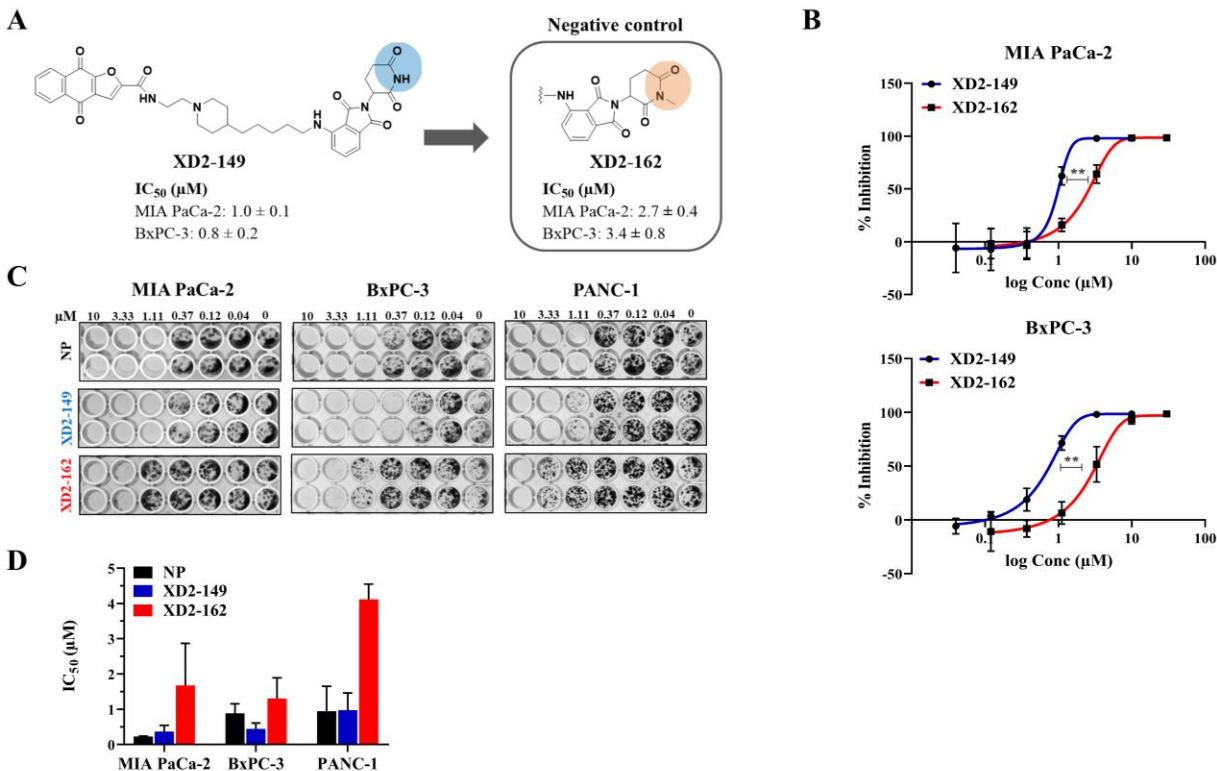 A
Negative control
O
O
O
O
N
H
N
N
H
O
O
N
O
NH
O
NH
N
O
O
O
N
O
XD2-149
IC50 (µM)
MIA PaCa-2: 1.0 ± 0.1
BxPC-3: 0.8 ± 0.2
XD2-162
IC50 (µM)
MIA PaCa-2: 2.7 ± 0.4
BxPC-3: 3.4 ± 0.8
B
MIA PaCa-2
XD2-149
XD2-162
% Inhibition
150
100
50
0
-50
0.1
1
10
100
**
log Conc (µM)
BxPC-3
XD2-149
XD2-162
% Inhibition
150
100
50
0
-50
0.1
1
10
100
**
log Conc (µM)
C
MIA PaCa-2 BxPC-3 PANC-1
µM 10 3.33 1.11 0.37 0.12 0.04 0 10 3.33 1.11 0.37 0.12 0.04 0 10 3.33 1.11 0.37 0.12 0.04 0
NP
XD2-149
XD2-162
D
NP
XD2-149
XD2-162
IC50 (µM)
5
4
3
2
1
0
MIA PaCa-2 BxPC-3 PANC-1